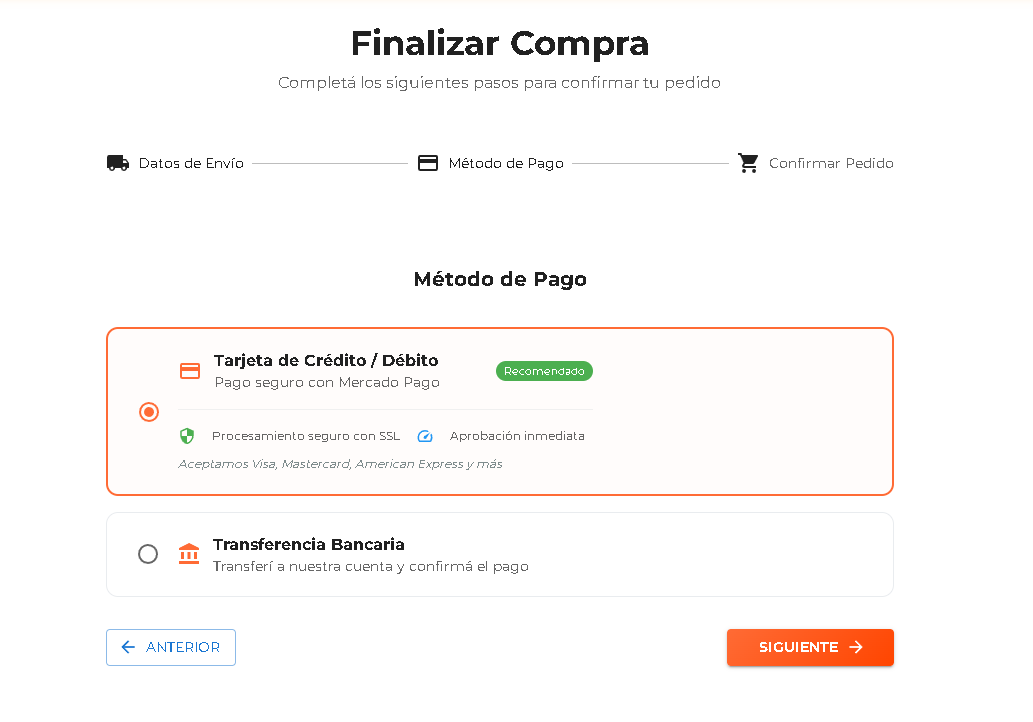 Finalizar Compra
Completá los siguientes pasos para confirmar tu pedido
Datos de Envío
Método de Pago
Confirmar Pedido
Método de Pago
Tarjeta de Crédito / Débito
Pago seguro con Mercado Pago
Recomendado
Procesamiento seguro con SSL
Aprobación inmediata
Aceptamos Visa, Mastercard, American Express y más
Transferencia Bancaria
Transferí a nuestra cuenta y confirmá el pago
ANTERIOR
SIGUIENTE